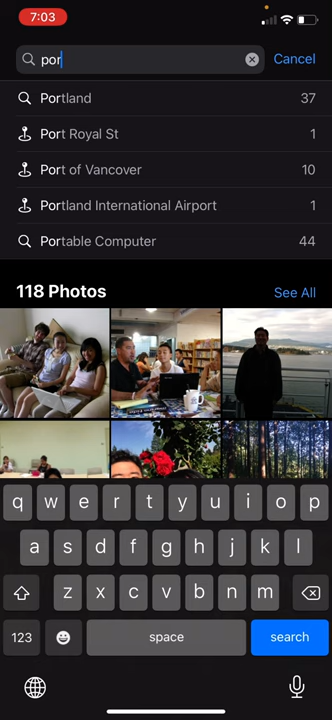 7:03
por
Cancel
Portland 37
Port Royal St 1
Port of Vancover 10
Portland International Airport 1
Portable Computer 44
118 Photos See All
q w e r t y u i o p
a s d f g h j k l
z x c v b n m
123 space search